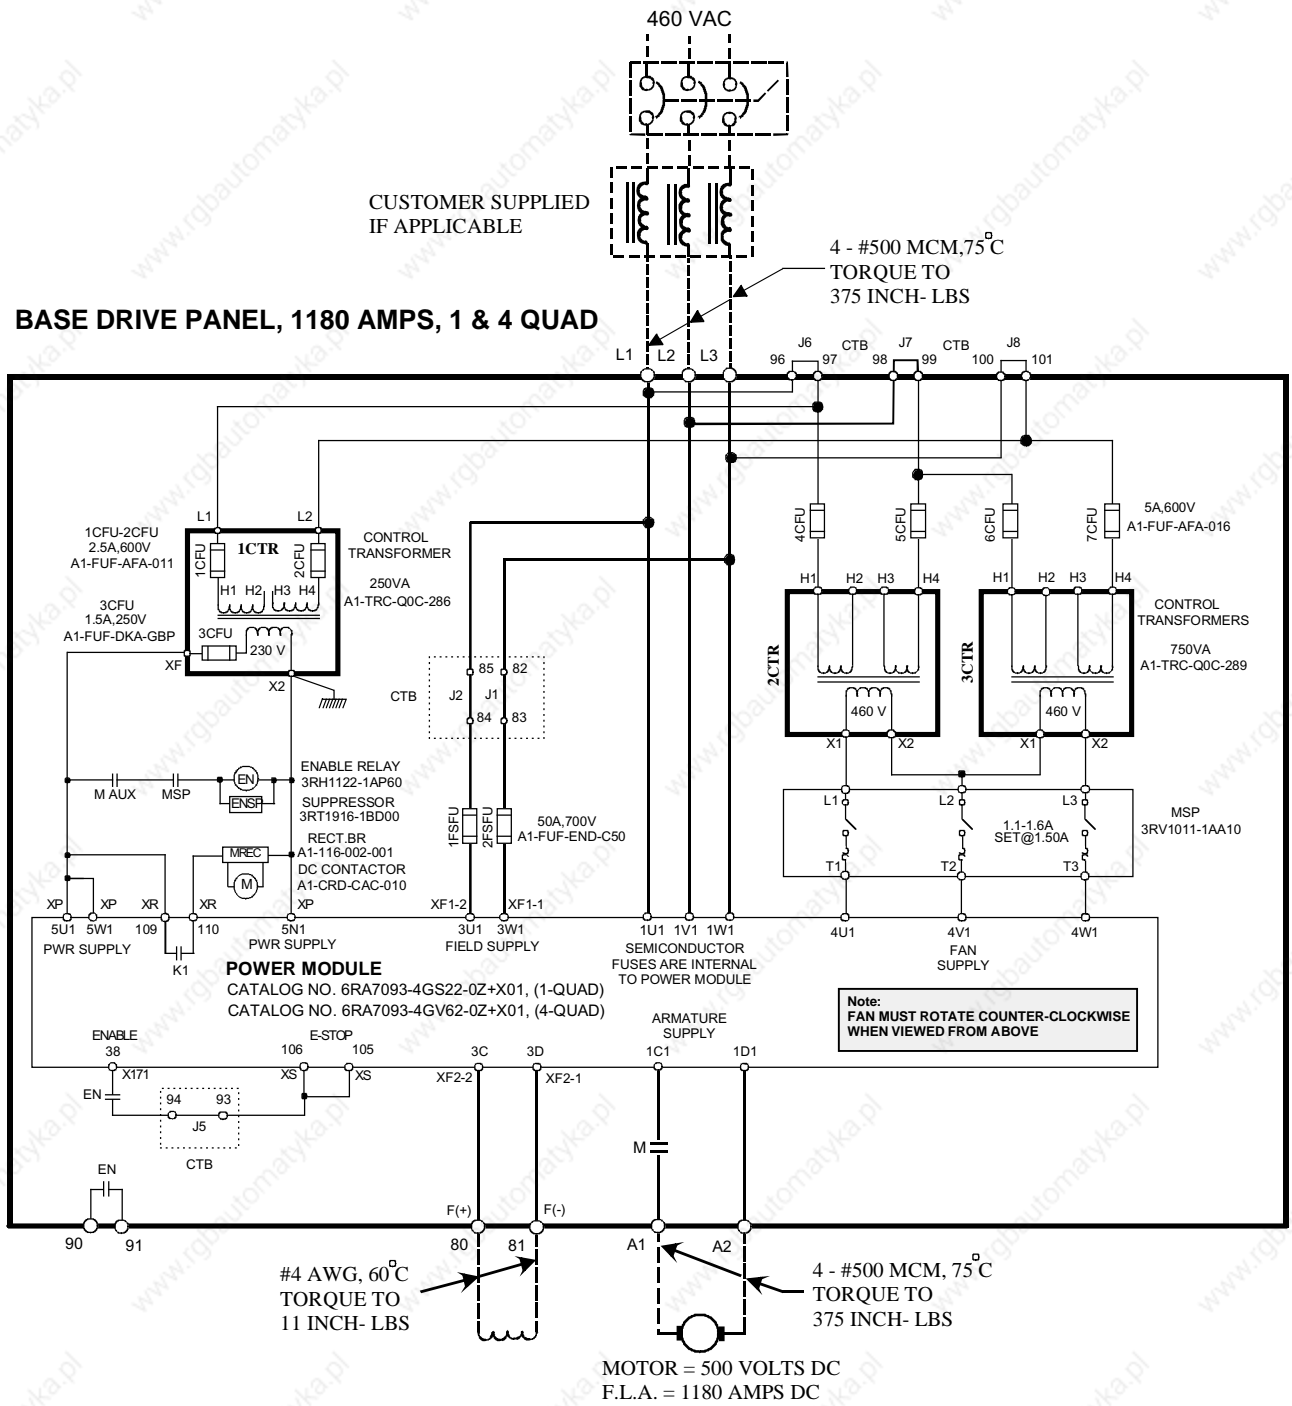 460 VAC
CUSTOMER SUPPLIED
IF APPLICABLE
4 - #500 MCM,75°C
TORQUE TO
375 INCH- LBS
BASE DRIVE PANEL, 1180 AMPS, 1 & 4 QUAD
L1 L2 L3
J6 CTB J7 CTB J8
96 97 98 99 100 101
L1 L2
1CFU-2CFU
2.5A,600V
A1-FUF-AFA-011
1CFU
1CTR
2CFU
CONTROL
TRANSFORMER
250VA
A1-TRC-Q0C-286
H1 H2 H3 H4
3CFU
1.5A,250V
A1-FUF-DKA-GBP
3CFU
230 V
XF
X2
4CFU
5CFU
6CFU
7CFU
5A,600V
A1-FUF-AFA-016
H1 H2 H3 H4
H1 H2 H3 H4
2CTR
3CTR
CONTROL
TRANSFORMERS
750VA
A1-TRC-Q0C-289
460 V
460 V
X1 X2
X1 X2
CTB
85 82
J2 J1
84 83
M AUX
MSP
EN
ENSP
ENABLE RELAY
3RH1122-1AP60
SUPPRESSOR
3RT1916-1BD00
MREC
RECT.BR
A1-116-002-001
M
DC CONTACTOR
A1-CRD-CAC-010
1FSFU
2FSFU
50A,700V
A1-FUF-END-C50
L1 L2 L3
1.1-1.6A
SET@1.50A
MSP
3RV1011-1AA10
T1 T2 T3
XP XP XR XR XP XF1-2 XF1-1
5U1 5W1 109 110 5N1 3U1 3W1 1U1 1V1 1W1 4U1 4V1 4W1
PWR SUPPLY
K1
PWR SUPPLY
FIELD SUPPLY
SEMICONDUCTOR
FUSES ARE INTERNAL
TO POWER MODULE
FAN
SUPPLY
POWER MODULE
CATALOG NO. 6RA7093-4GS22-0Z+X01, (1-QUAD)
CATALOG NO. 6RA7093-4GV62-0Z+X01, (4-QUAD)
Note:
FAN MUST ROTATE COUNTER-CLOCKWISE
WHEN VIEWED FROM ABOVE
ENABLE
38
E-STOP
106 105
3C 3D
ARMATURE
SUPPLY
1C1 1D1
X171
XS XS
XF2-2 XF2-1
EN
94 93
J5
CTB
M
EN
90 91
F(+) F(-)
80 81
A1 A2
#4 AWG, 60°C
TORQUE TO
11 INCH- LBS
4 - #500 MCM, 75°C
TORQUE TO
375 INCH- LBS
MOTOR = 500 VOLTS DC
F.L.A. = 1180 AMPS DC
www.rgbautomatyka.pl